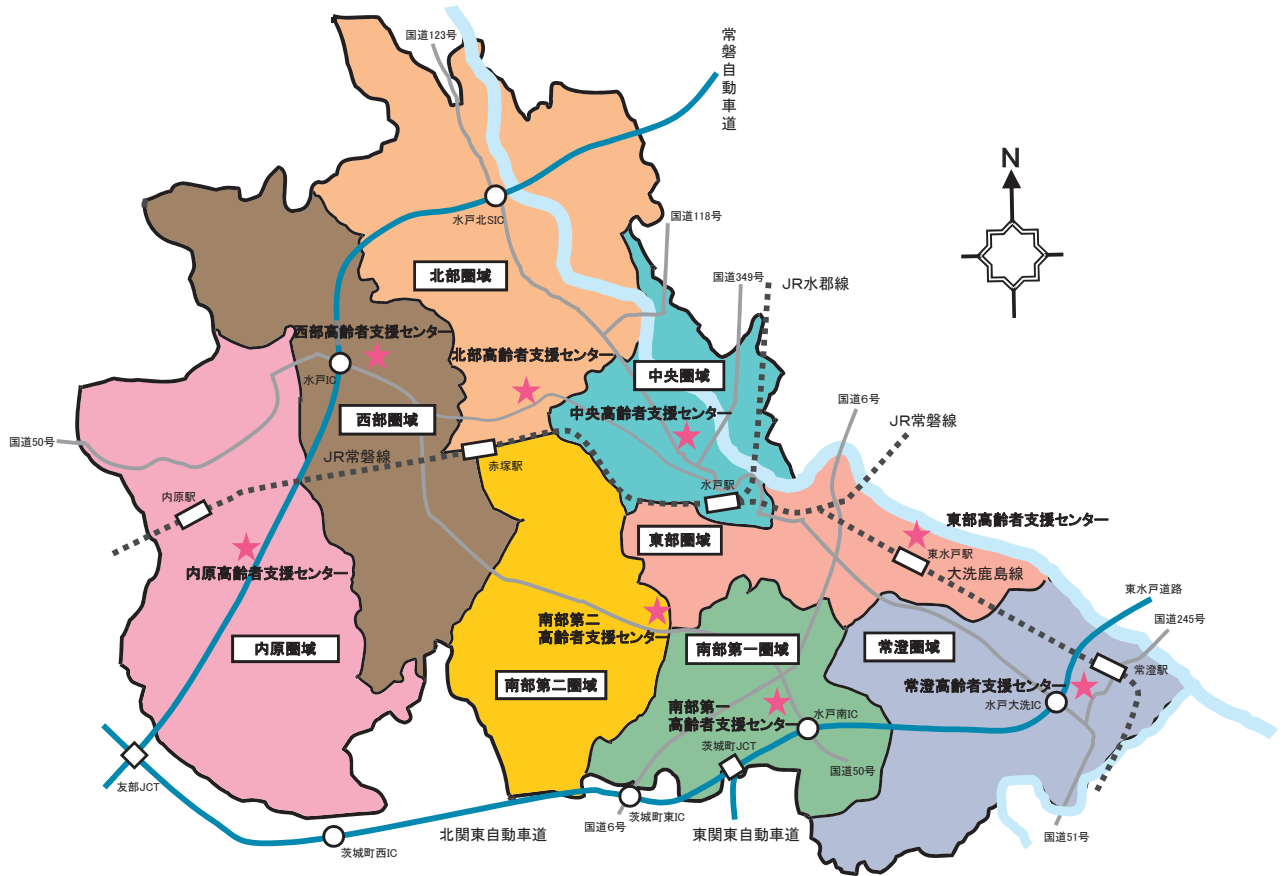 国道123号
常磐自動車道
N
水戸北SIC
国道118号
北部圏域
国道349号
JR水郡線
西部高齢者支援センター
北部高齢者支援センター
水戸IC
中央圏域
西部圏域
中央高齢者支援センター
国道6号
国道50号
JR常磐線
JR常磐線
赤塚駅
内原駅
水戸駅
東部高齢者支援センター
東部圏域
東水戸駅
内原高齢者支援センター
大洗鹿島線
東水戸道路
南部第二
高齢者支援センター
国道245号
内原圏域
南部第一圏域
常澄圏域
常澄駅
南部第二圏域
常澄高齢者支援センター
水戸大洗IC
南部第一
高齢者支援センター
水戸南IC
茨城町JCT
国道50号
友部JCT
茨城町東IC
国道6号
北関東自動車道
東関東自動車道
国道51号
茨城町西IC